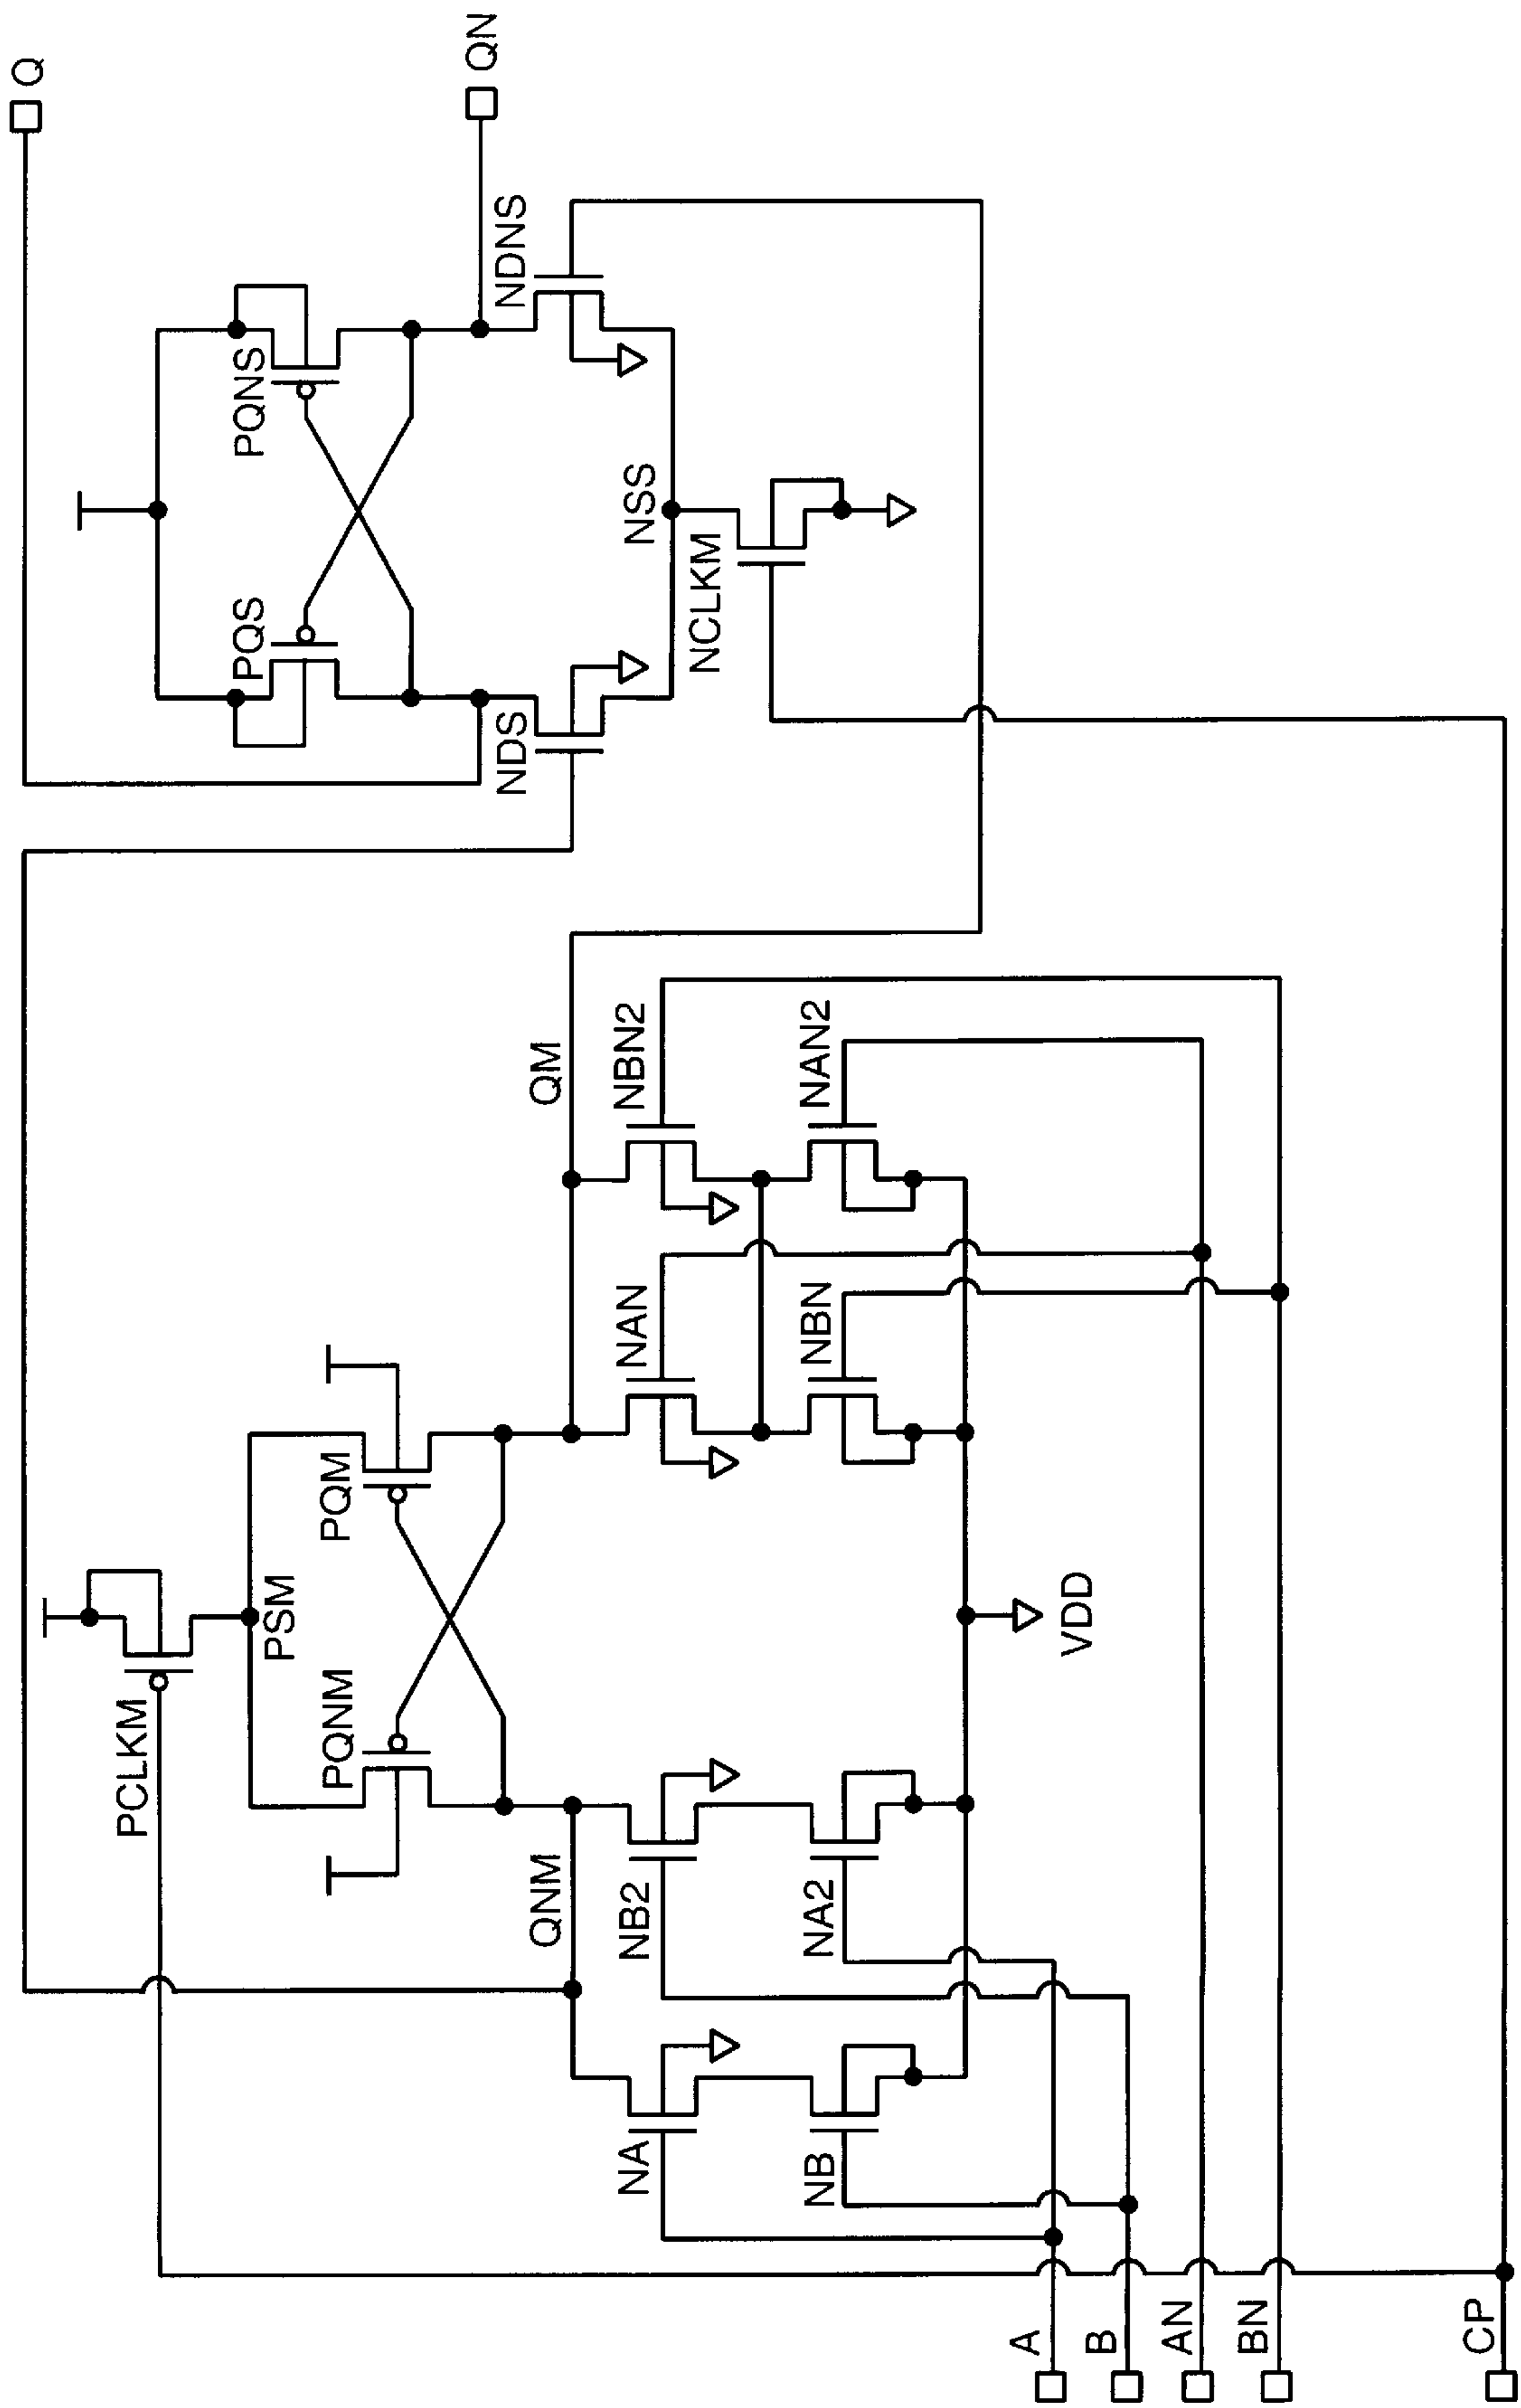 Q
QN
PQS
PQNS
NDS
NDNS
NSS
NCLKM
PCLKM
PSM
PQNM
PQM
QNM
QM
NA
NB2
NAN
NBN2
NB
NA2
NBN
NAN2
VDD
A
B
AN
BN
CP